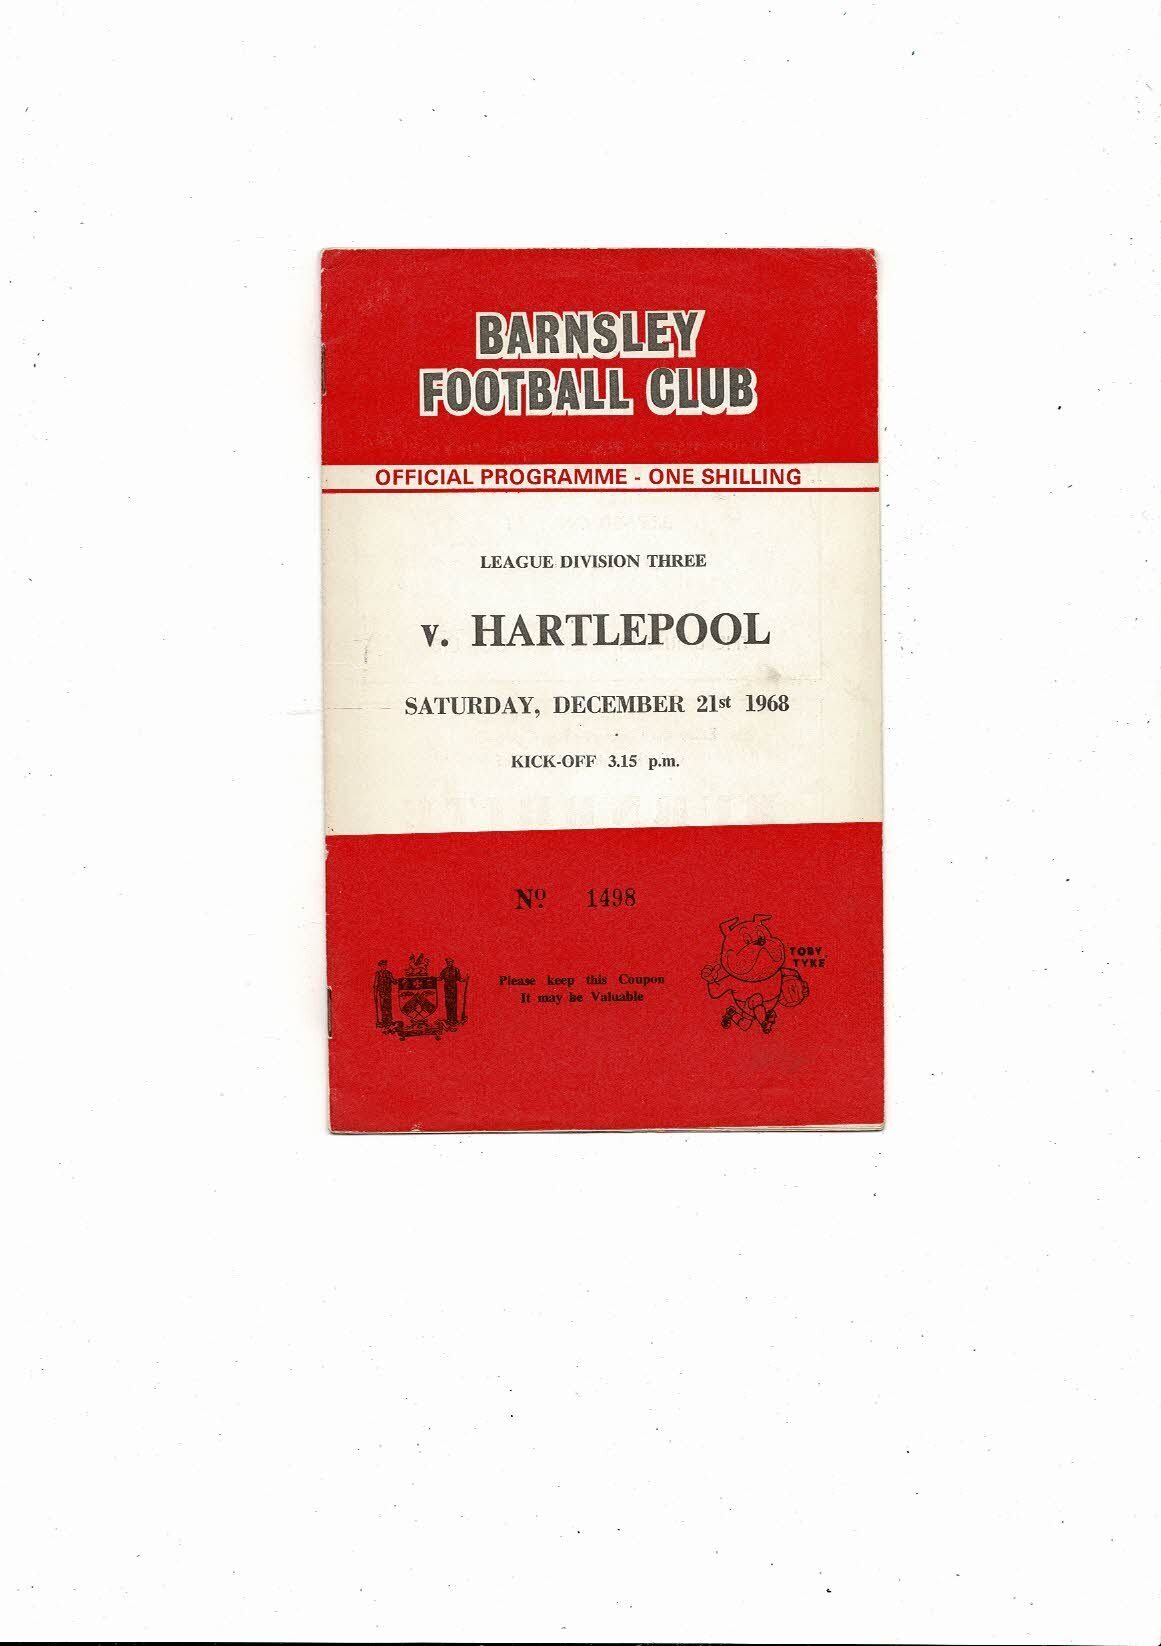 BARNSLEY
FOOTBALL CLUB
OFFICIAL PROGRAMME - ONE SHILLING
LEAGUE DIVISION THREE
v. HARTLEPOOL
SATURDAY, DECEMBER 21st 1968
KICK-OFF 3.15 p.m.
Nº 1498
TOBY
TYKE
Please keep this Coupon
It may be Valuable